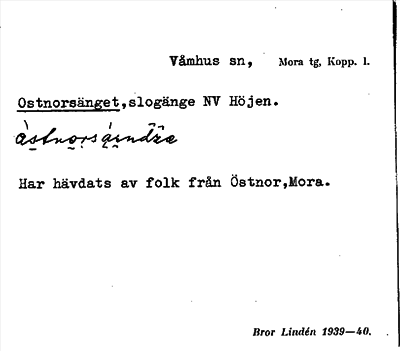 Våmhus sn, Mora tg, Kopp. l.
Ostnorsänget, slogänge NV Höjen.
Har hävdats av folk från Östnor, Mora.
Bror Lindén 1939—40.